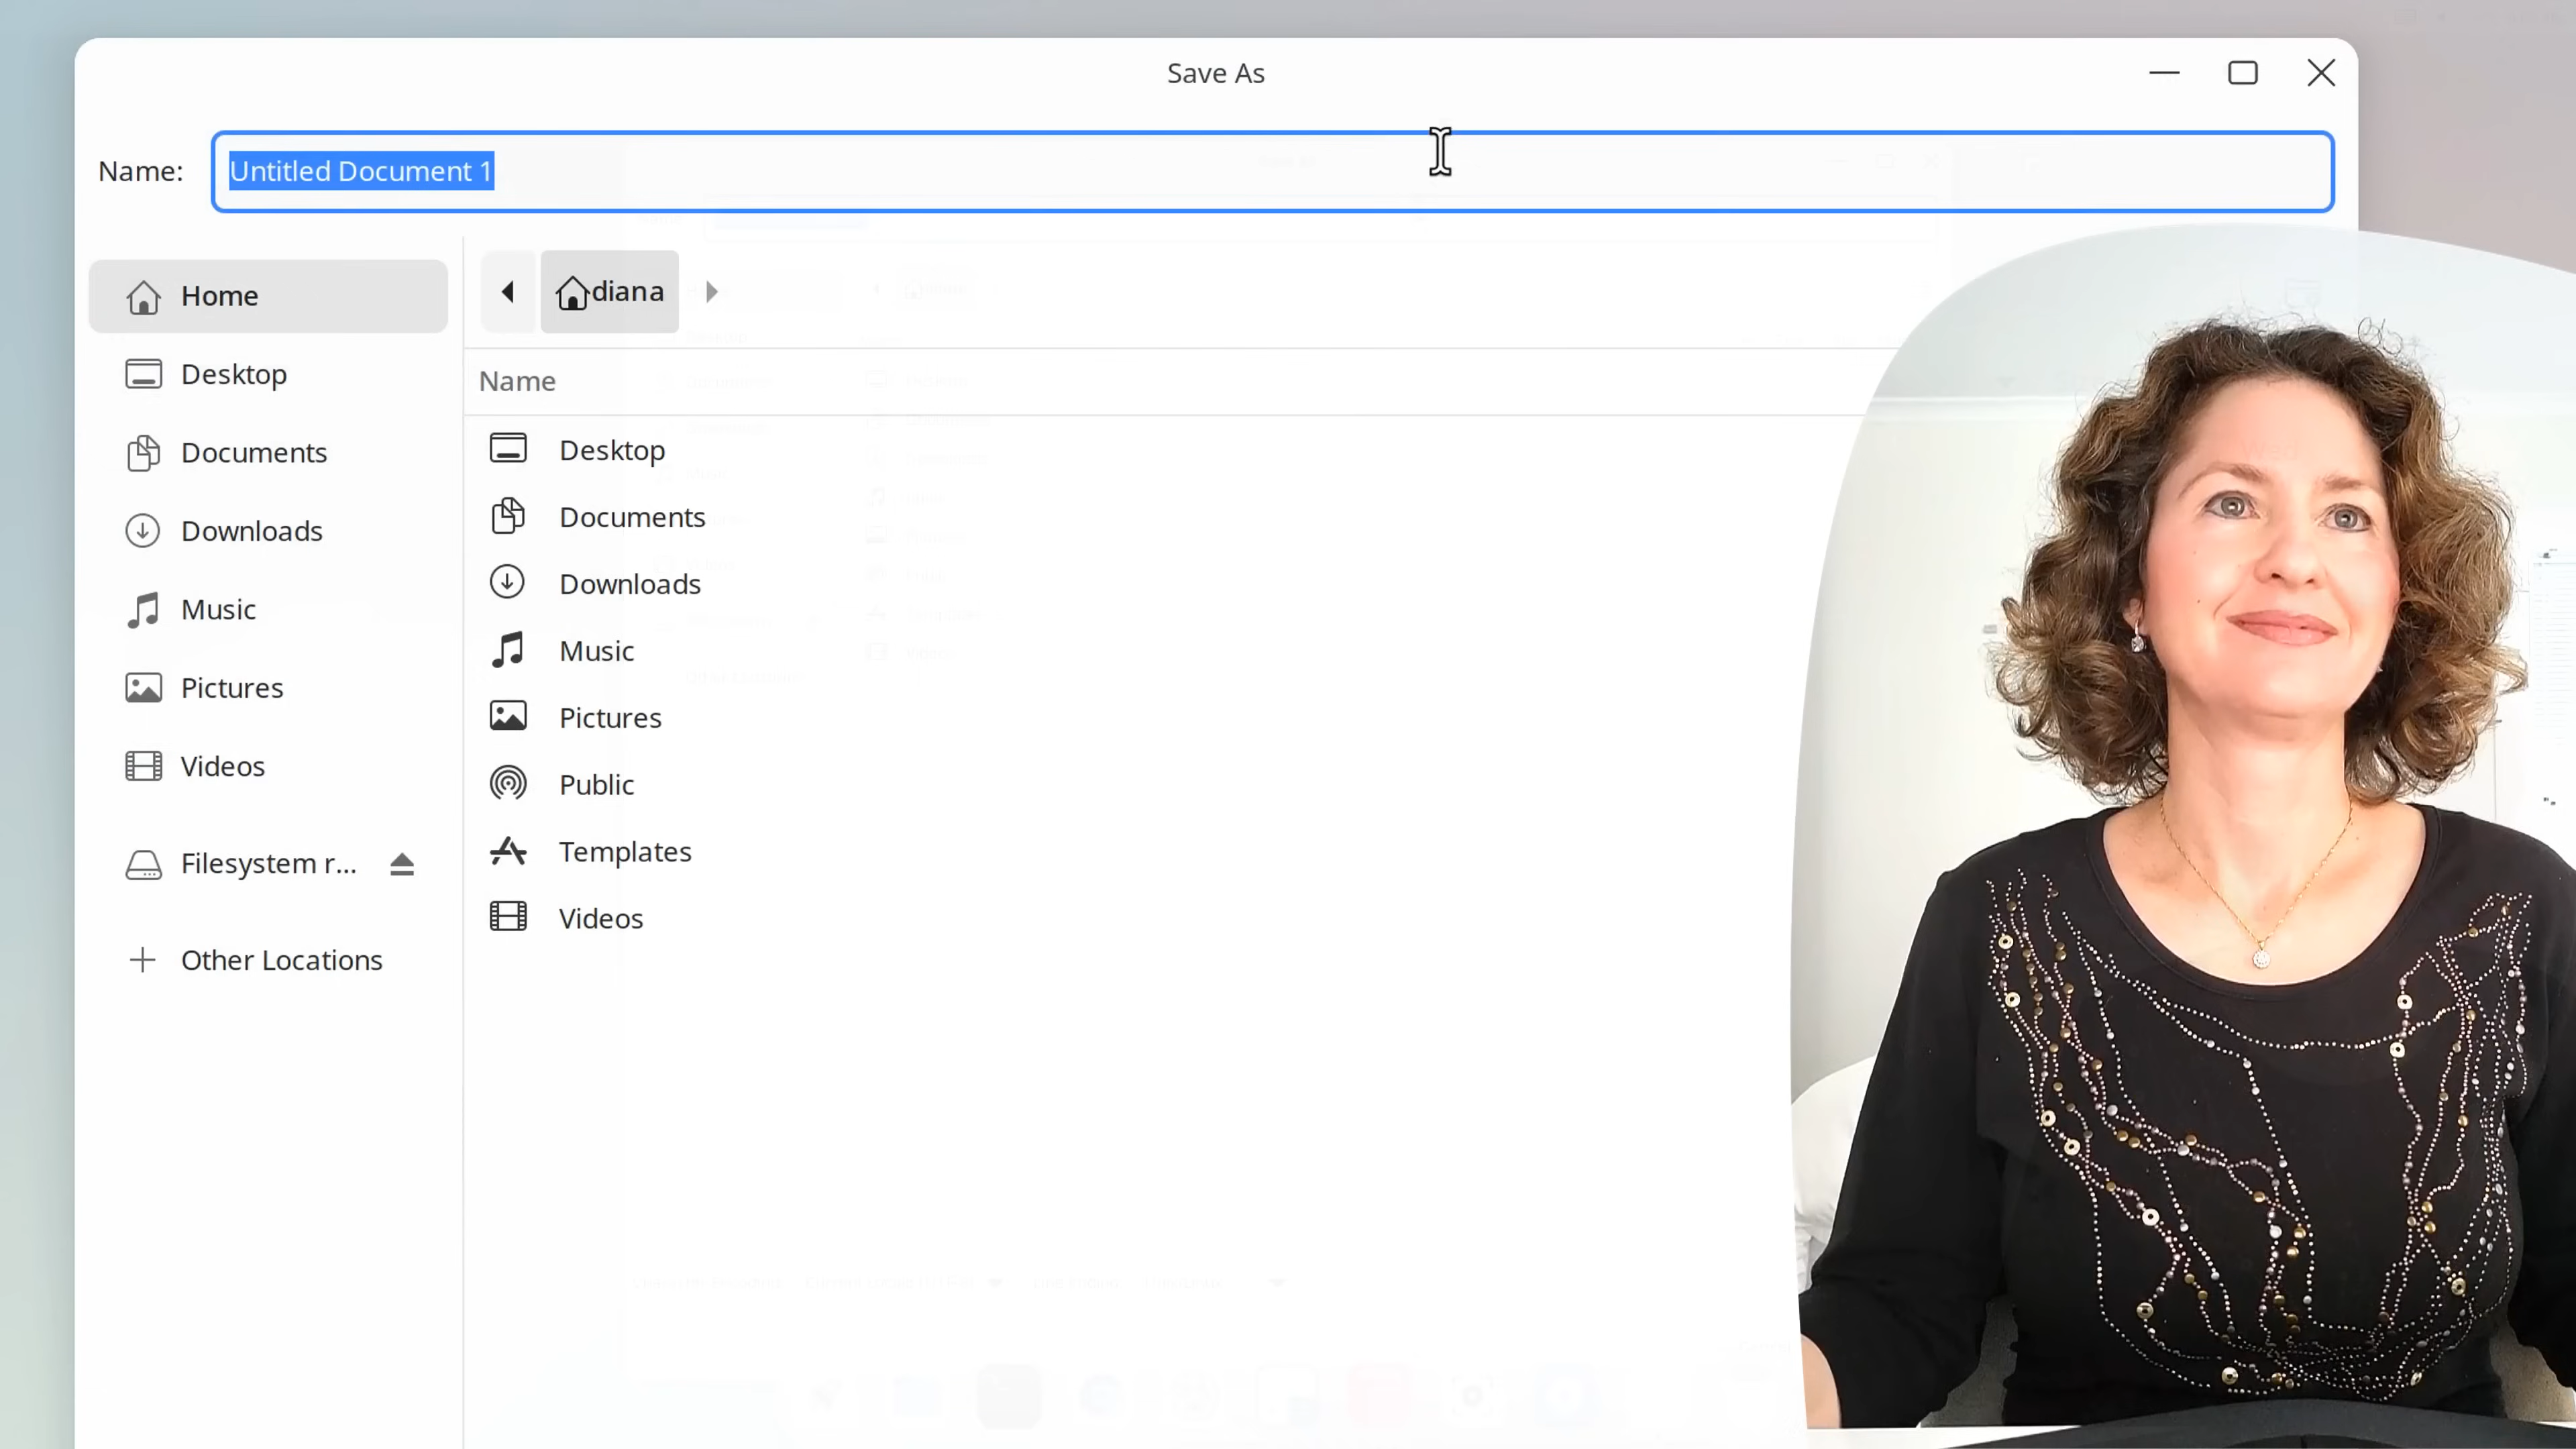 Save As
Name: Untitled Document 1
Home
Desktop
Documents
Downloads
Music
Pictures
Videos
Filesystem r...
Other Locations
diana
Name
Desktop
Documents
Downloads
Music
Pictures
Public
Templates
Videos